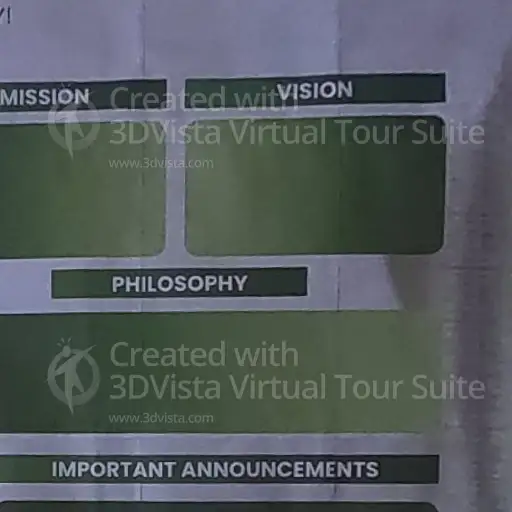 Y!
MISSION
VISION
Created with
3DVista Virtual Tour Suite
www.3dvista.com
PHILOSOPHY
Created with
3DVista Virtual Tour Suite
www.3dvista.com
IMPORTANT ANNOUNCEMENTS